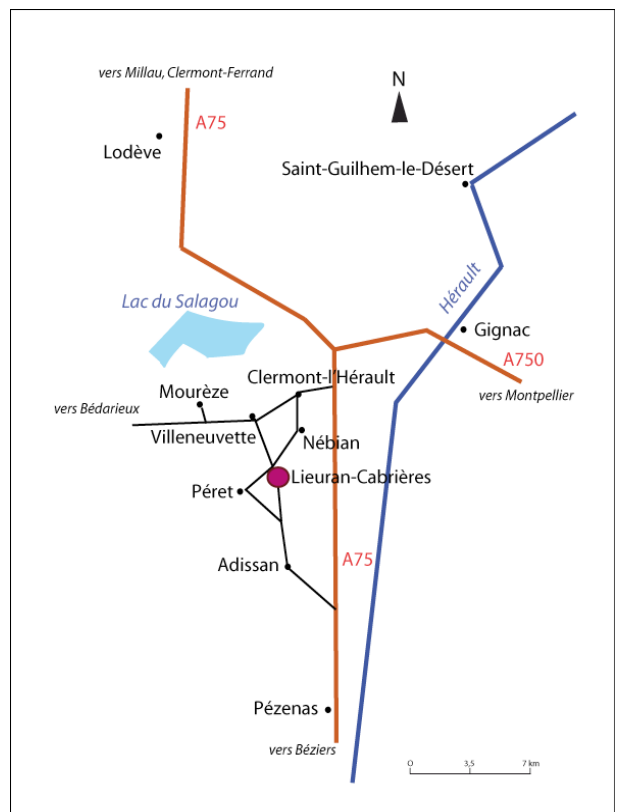 vers Millau, Clermont-Ferrand
N
A75
Lodève
Saint-Guilhem-le-Désert
Hérault
Lac du Salagou
Gignac
A750
Clermont-l'Hérault
Mourèze
vers Montpellier
vers Bédarieux
Villeneuvette
Nébian
Lieuran-Cabrières
Péret
A75
Adissan
Pézenas
vers Béziers
0 3,5 7 km